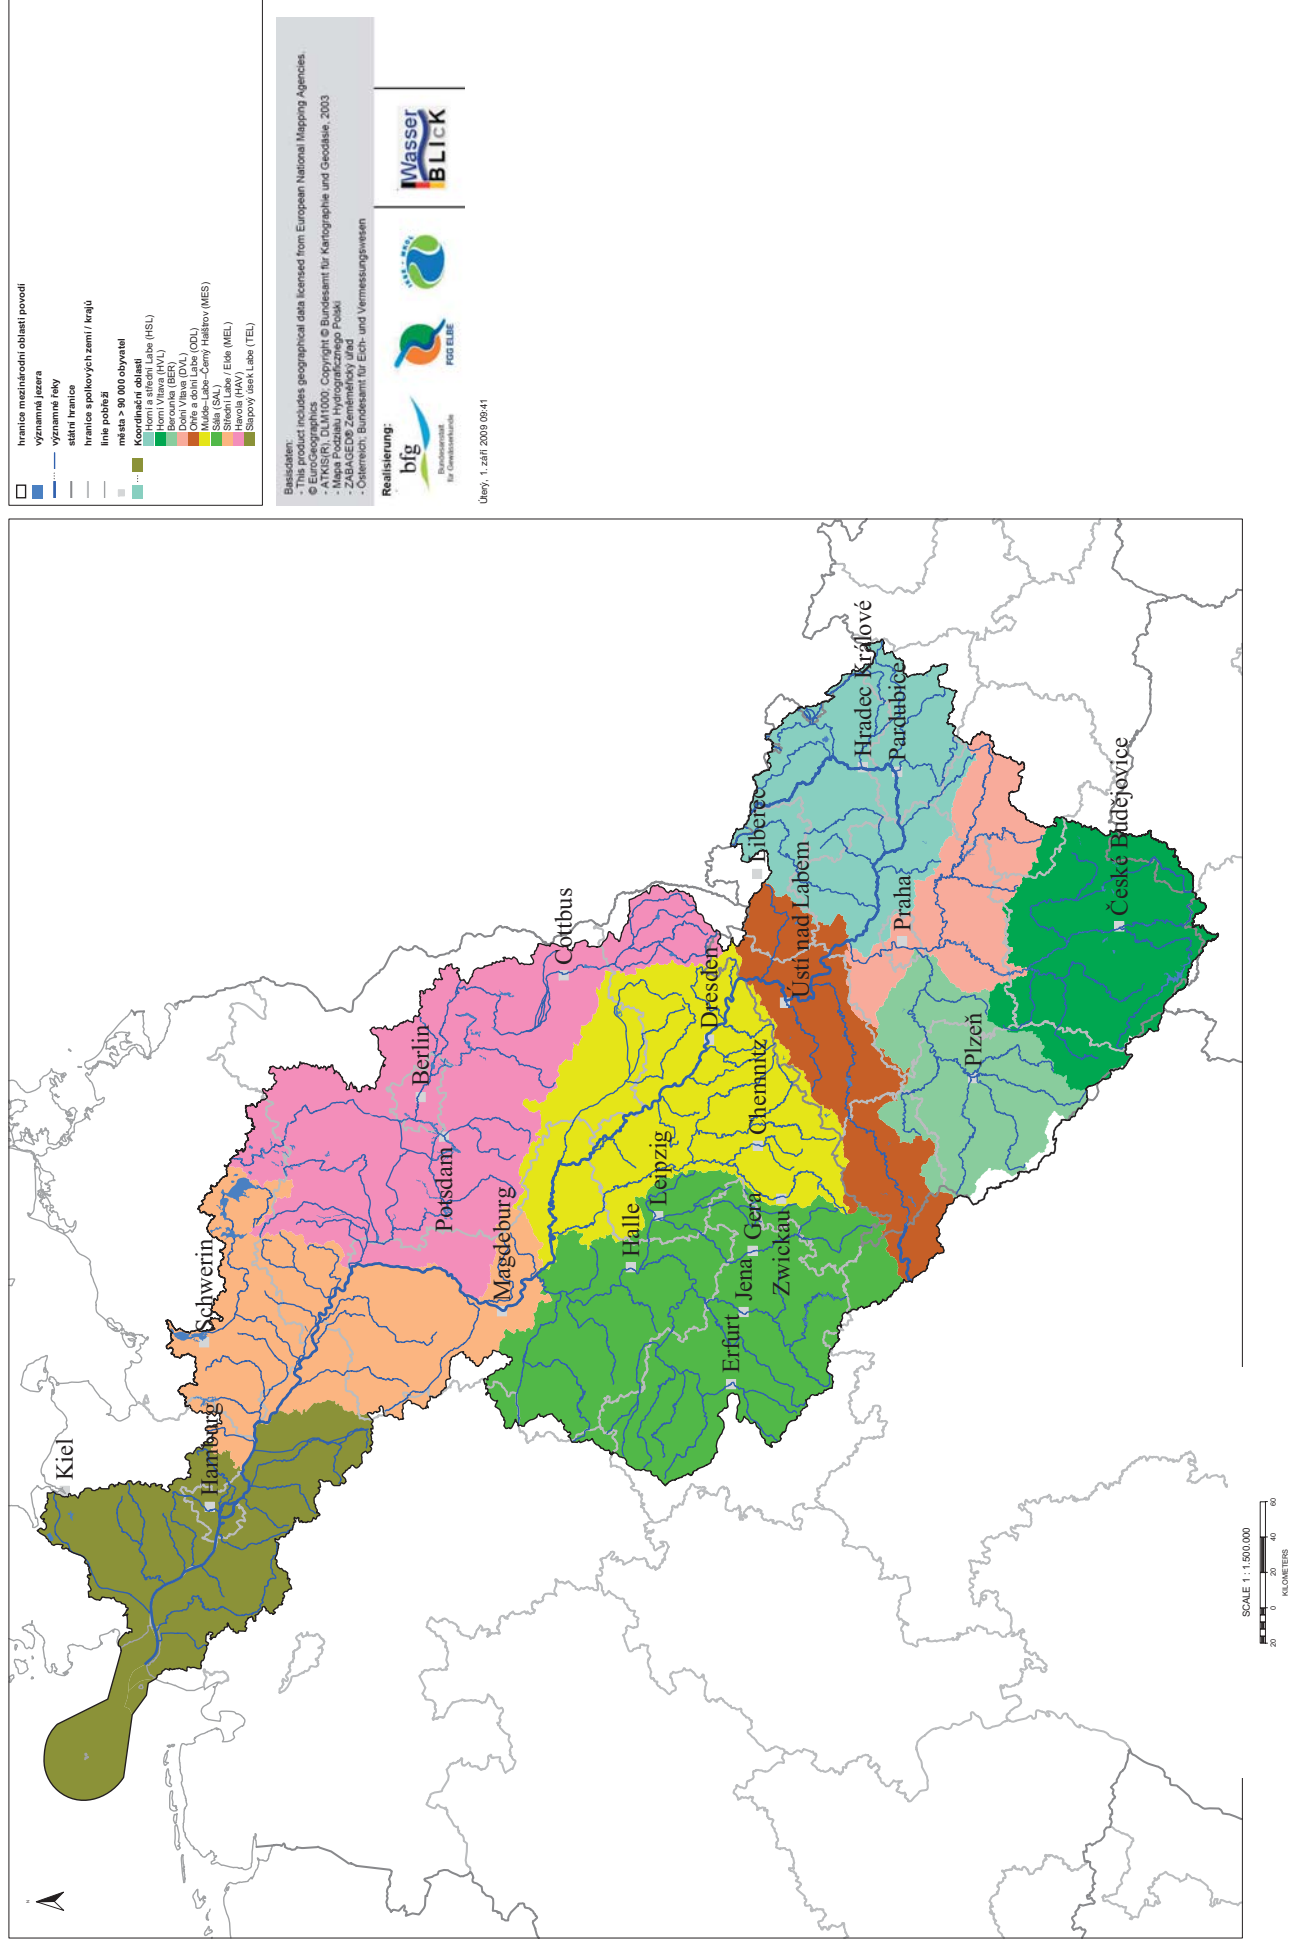 hranice mezinárodní oblasti povodí
významná jezera
významné řeky
státní hranice
hranice spolkových zemí / krajů
linie pobřeží
města > 90 000 obyvatel
Koordinační oblasti
Horní a střední Labe (HSL)
Horní Vltava (HVL)
Berounka (BER)
Dolní Vltava (DVL)
Ohře a dolní Labe (ODL)
Mulde-Labe-Černý Halštrov (MES)
Sála (SAL)
Střední Labe / Elde (MEL)
Havola (HAV)
Slapový úsek Labe (TEL)
Basisdaten:
- This product includes geographical data licensed from European National Mapping Agencies.
© EuroGeographics
- ATKIS(R), DLM1000; Copyright © Bundesamt für Kartographie und Geodäsie, 2003
- Mapa Podziału Hydrograficznego Polski
- ZABAGED® Zeměměřický úřad
- Österreich: Bundesamt für Eich- und Vermessungswesen
Realisierung:
bfg
Bundesanstalt
für Gewässerkunde
FGG ELBE
IKSE - MKOL
Wasser
BLIcK
Úterý, 1. září 2009 09:41
Kiel
Hamburg
Schwerin
Berlin
Potsdam
Magdeburg
Cottbus
Halle
Leipzig
Dresden
Erfurt
Jena
Gera
Chemnitz
Zwickau
Liberec
Ústí nad Labem
Hradec Králové
Pardubice
Praha
Plzeň
České Budějovice
SCALE 1 : 1.500.000
20 0 20 40 60
KILOMETERS